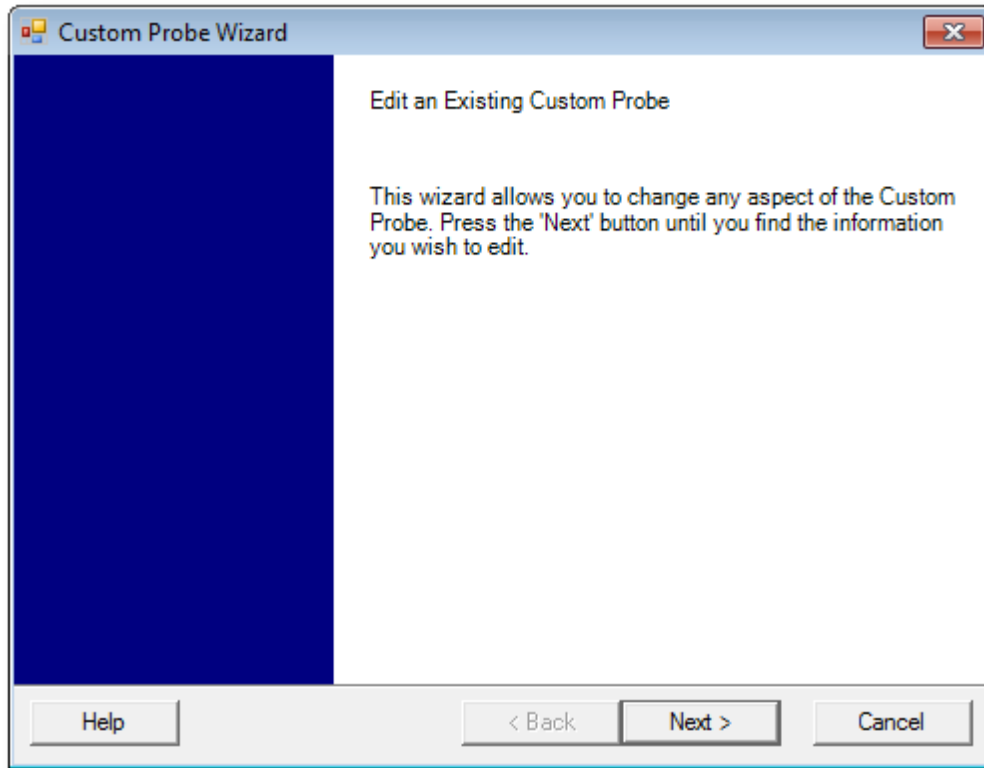 Custom Probe Wizard
Edit an Existing Custom Probe
This wizard allows you to change any aspect of the Custom
Probe. Press the 'Next' button until you find the information
you wish to edit.
Help
< Back
Next >
Cancel